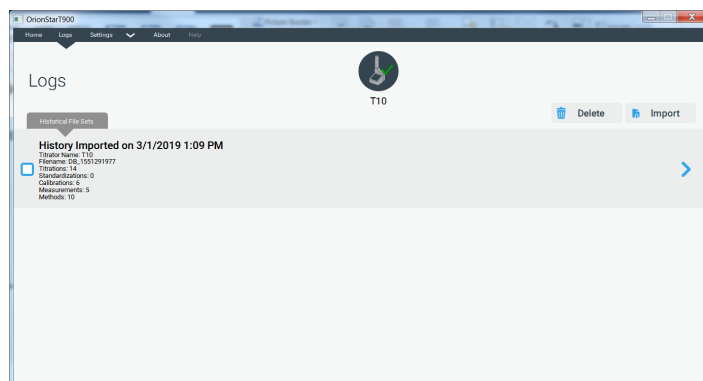 OrionStarT900
Home Logs Settings About Help
Logs
T10
Delete Import
Historical File Sets
History Imported on 3/1/2019 1:09 PM
Titrator Name: T10
Filename: DB_1551291977
Titrations: 14
Standardizations: 0
Calibrations: 6
Measurements: 5
Methods: 10